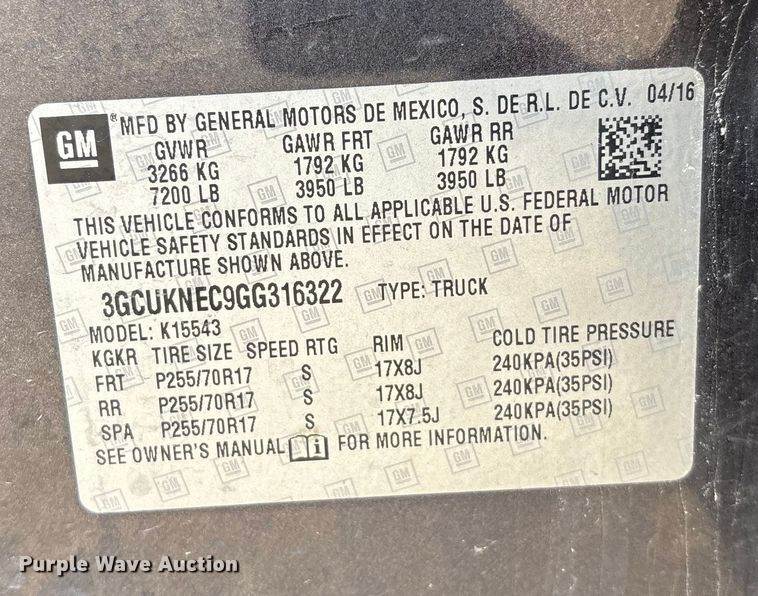 GM ® MFD BY GENERAL MOTORS DE MEXICO, S. DE R.L. DE C.V. 04/16
GVWR GAWR FRT GAWR RR
3266 KG 1792 KG 1792 KG
7200 LB 3950 LB 3950 LB
THIS VEHICLE CONFORMS TO ALL APPLICABLE U.S. FEDERAL MOTOR
VEHICLE SAFETY STANDARDS IN EFFECT ON THE DATE OF
MANUFACTURE SHOWN ABOVE.
3GCUKNEC9GG316322 TYPE: TRUCK
MODEL: K15543
KGKR TIRE SIZE SPEED RTG RIM COLD TIRE PRESSURE
FRT P255/70R17 S 17X8J 240KPA(35PSI)
RR P255/70R17 S 17X8J 240KPA(35PSI)
SPA P255/70R17 S 17X7.5J 240KPA(35PSI)
SEE OWNER'S MANUAL i FOR MORE INFORMATION.
Purple Wave Auction